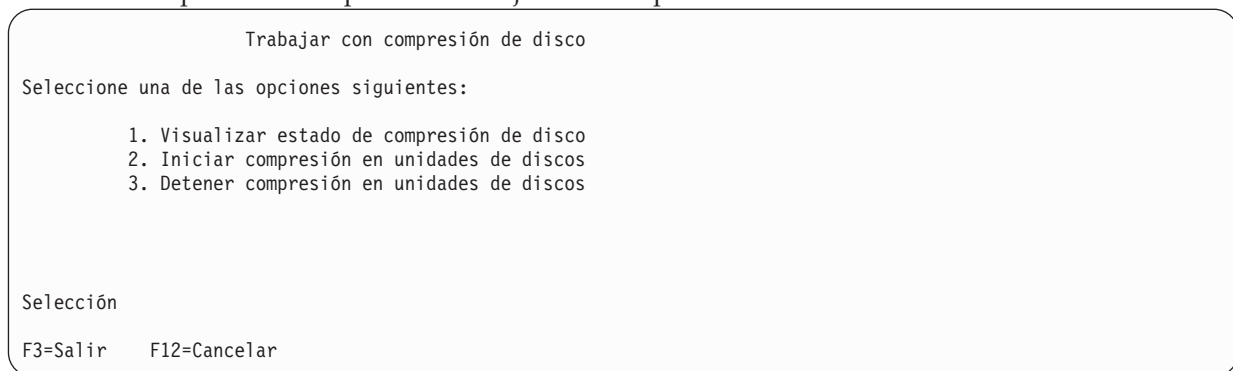 Trabajar con compresión de disco
Seleccione una de las opciones siguientes:
1. Visualizar estado de compresión de disco
2. Iniciar compresión en unidades de discos
3. Detener compresión en unidades de discos
Selección
F3=Salir F12=Cancelar